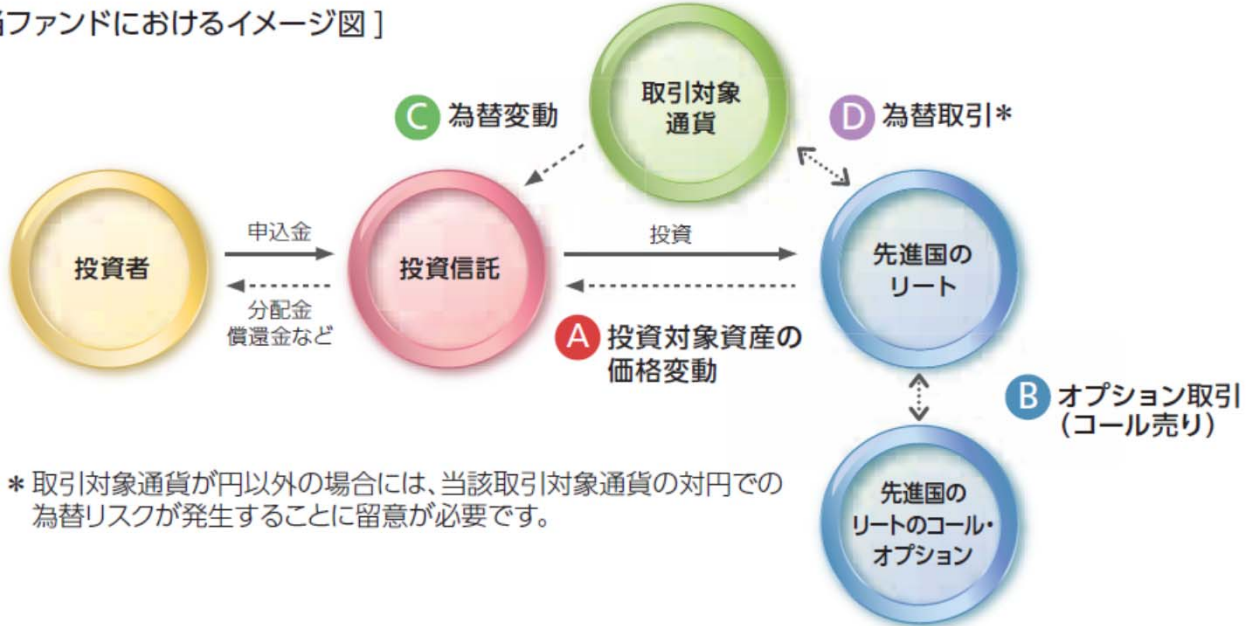 ファンドにおけるイメージ図 ]
取引対象
通貨
C 為替変動
D 為替取引*
投資者
申込金
分配金
償還金など
投資信託
投資
先進国の
リート
A 投資対象資産の
価格変動
B オプション取引
(コール売り)
先進国の
リートのコール・
オプション
* 取引対象通貨が円以外の場合には、当該取引対象通貨の対円での
為替リスクが発生することに留意が必要です。